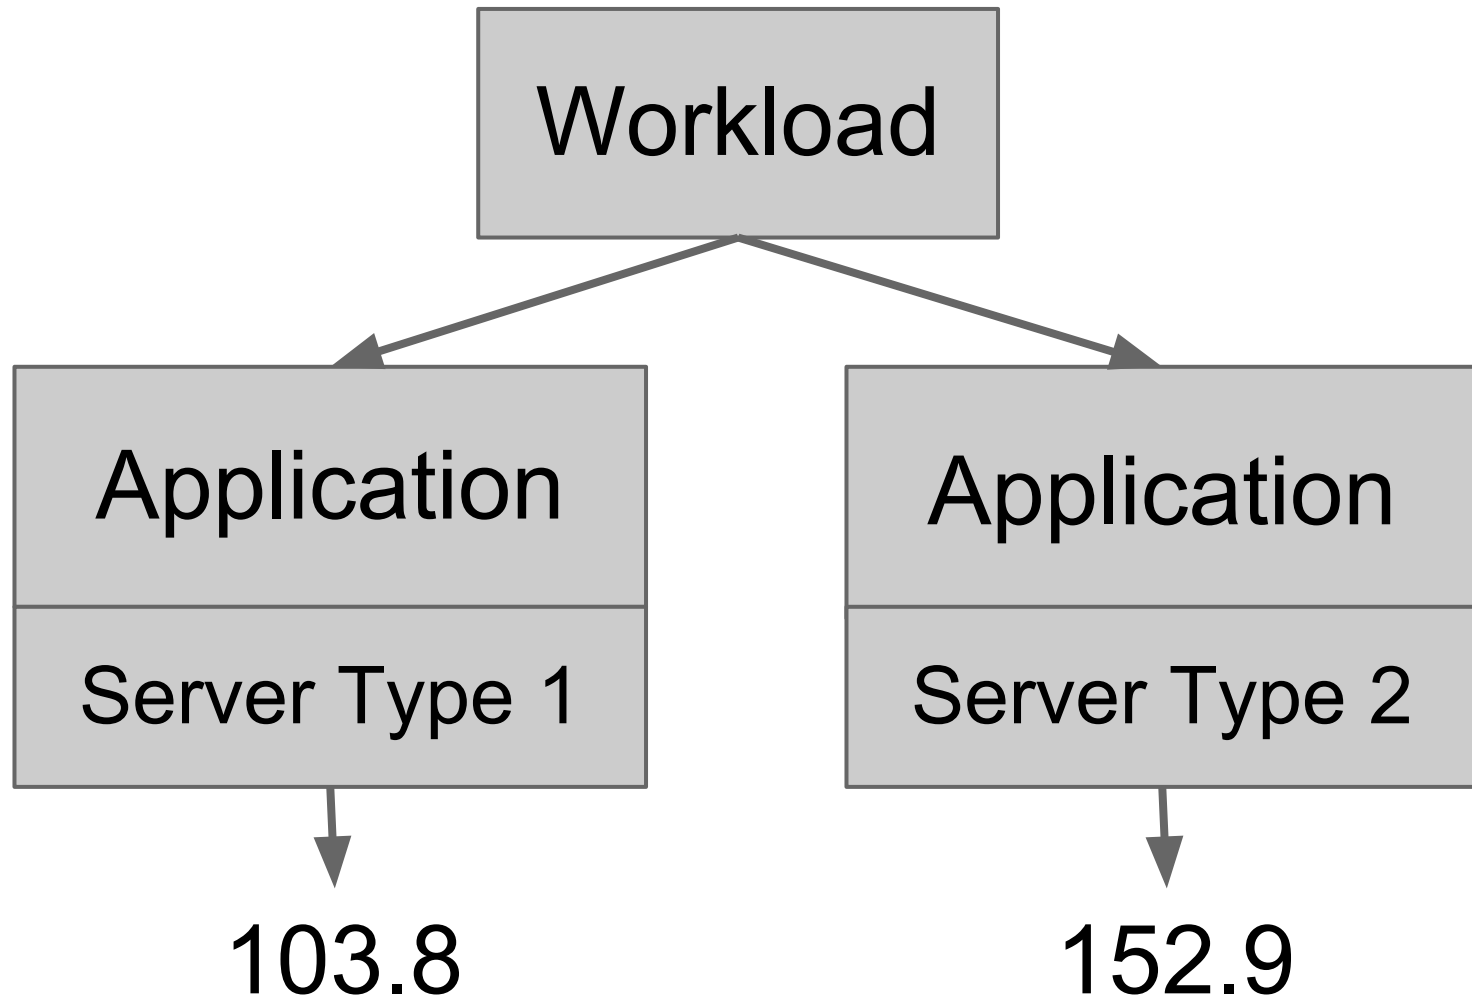 Workload
Application
Server Type 1
103.8
Application
Server Type 2
152.9